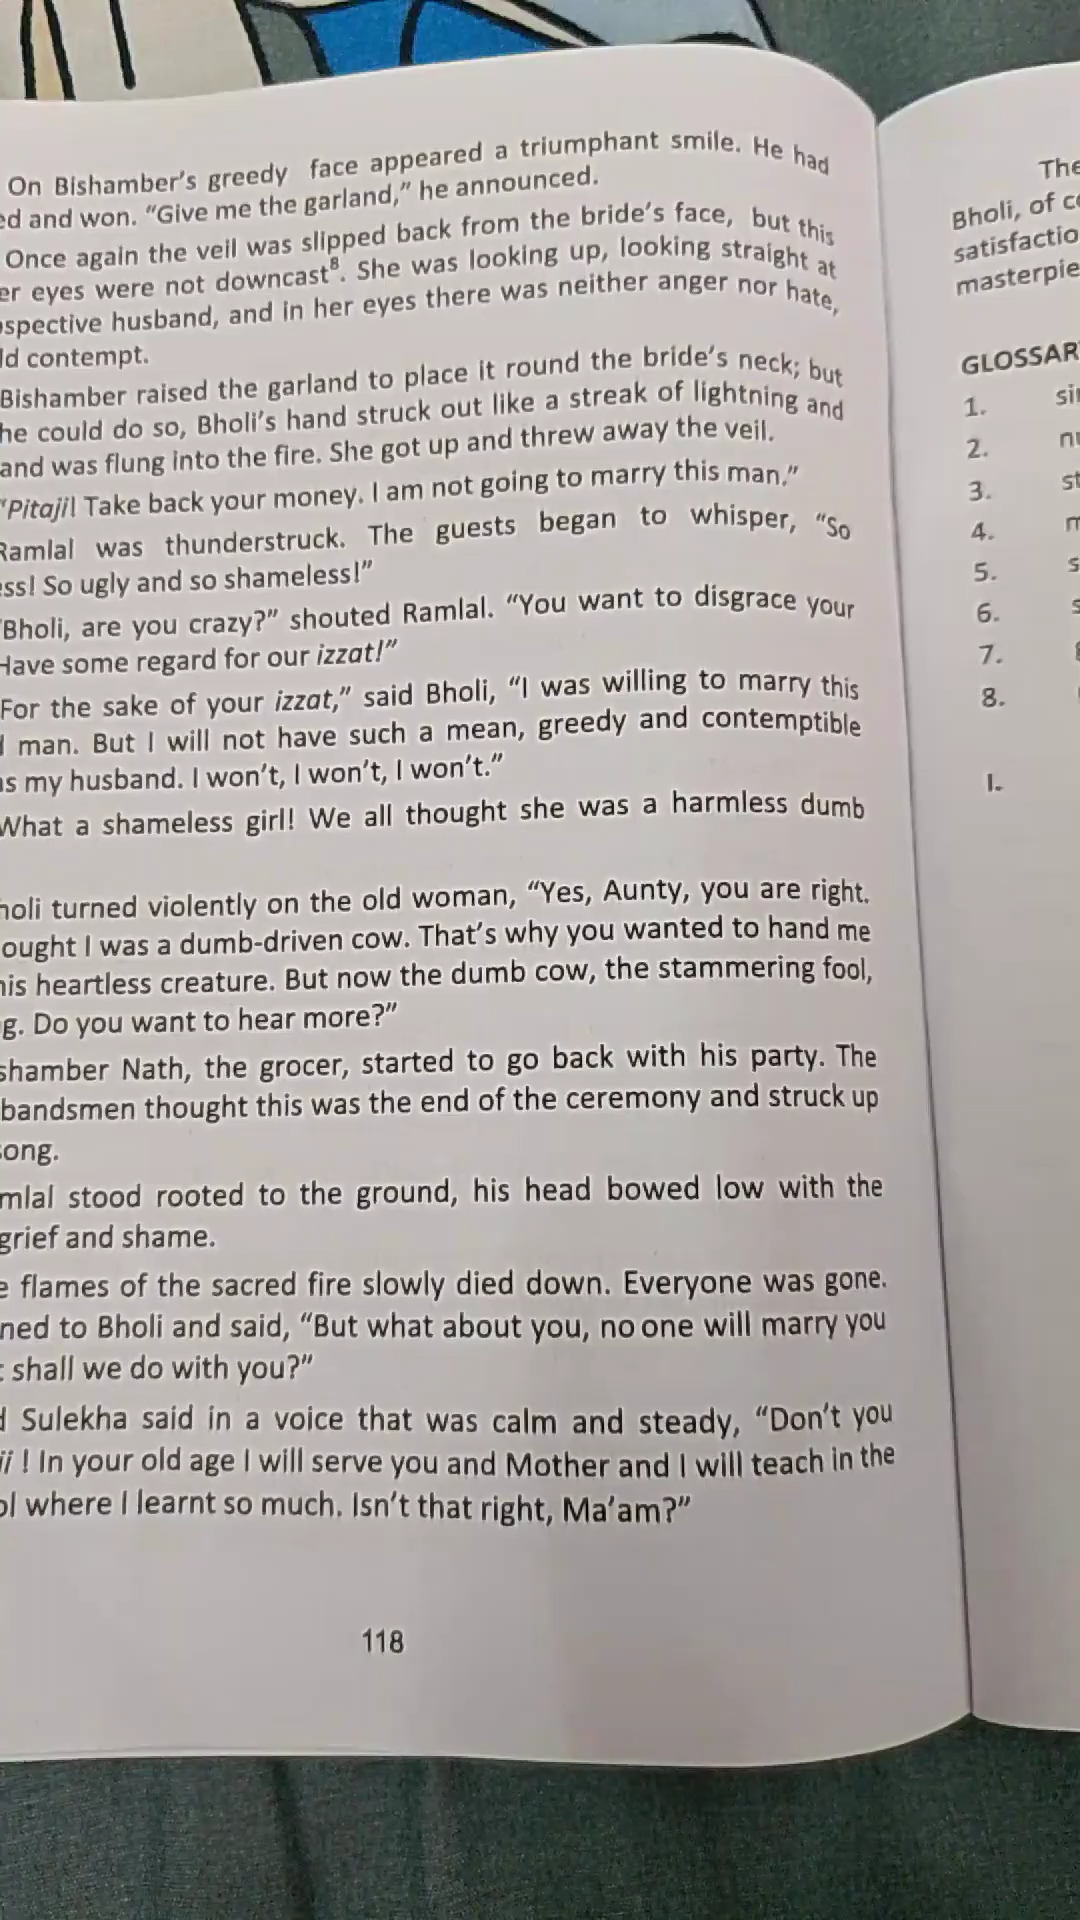 On Bishamber's greedy face appeared a triumphant smile. He had
and won. "Give me the garland," he announced.
Once again the veil was slipped back from the bride's face, but this
eyes were not downcast8. She was looking up, looking straight at
husband, and in her eyes there was neither anger nor hate,
contempt.
Bishamber raised the garland to place it round the bride's neck; but
he could do so, Bholi's hand struck out like a streak of lightning and
and was flung into the fire. She got up and threw away the veil.
"Pitaji! Take back your money. I am not going to marry this man."
Ramlal was thunderstruck. The guests began to whisper, "So
So ugly and so shameless!"
Bholi, are you crazy?" shouted Ramlal. "You want to disgrace your
Have some regard for our izzat!"
For the sake of your izzat," said Bholi, "I was willing to marry this
man. But I will not have such a mean, greedy and contemptible
my husband. I won't, I won't, I won't."
What a shameless girl! We all thought she was a harmless dumb
turned violently on the old woman, "Yes, Aunty, you are right.
I was a dumb-driven cow. That's why you wanted to hand me
heartless creature. But now the dumb cow, the stammering fool,
Do you want to hear more?"
Nath, the grocer, started to go back with his party. The
bandsmen thought this was the end of the ceremony and struck up
stood rooted to the ground, his head bowed low with the
grief and shame.
flames of the sacred fire slowly died down. Everyone was gone.
to Bholi and said, "But what about you, no one will marry you
shall we do with you?"
Sulekha said in a voice that was calm and steady, "Don't you
! In your old age I will serve you and Mother and I will teach in the
where I learnt so much. Isn't that right, Ma'am?"
118
The
Bholi, of
GLOSSAR
1.
2.
3.
4.
5.
6.
7.
8.
I.